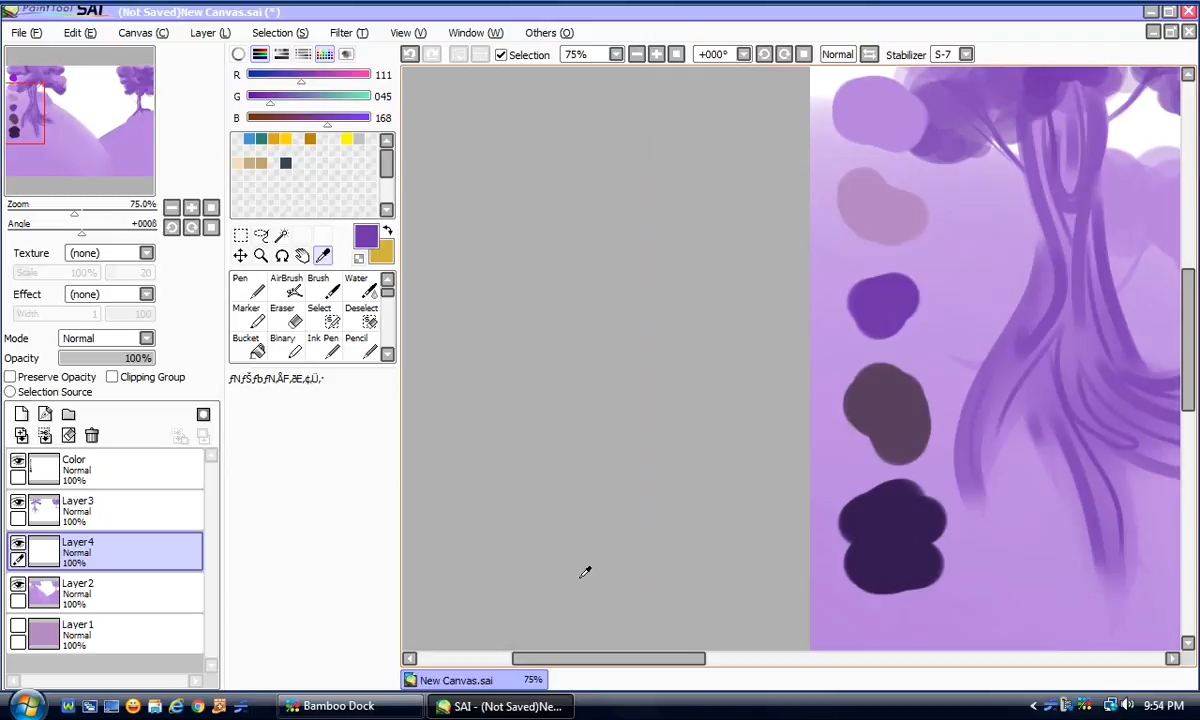 PaintTool SAI (Not Saved)New Canvas.sai (*)
File (F) Edit (E) Canvas (C) Layer (L) Selection (S) Filter (T) View (V) Window (W) Others (O)
Selection 75% +000° Normal Stabilizer S-7
R 111
G 045
B 168
Zoom 75.0%
Angle +0008
Texture (none)
Scale 100% 20
Effect (none)
Width 1 100
Mode Normal
Opacity 100%
Preserve Opacity Clipping Group
Selection Source
Pen AirBrush Brush Water
Marker Eraser Select Deselect
Bucket Binary Ink Pen Pencil
Color
Normal
100%
Layer3
Normal
100%
Layer4
Normal
100%
Layer2
Normal
100%
Layer1
Normal
100%
New Canvas.sai 75%
Bamboo Dock
SAI - (Not Saved)Ne...
9:54 PM